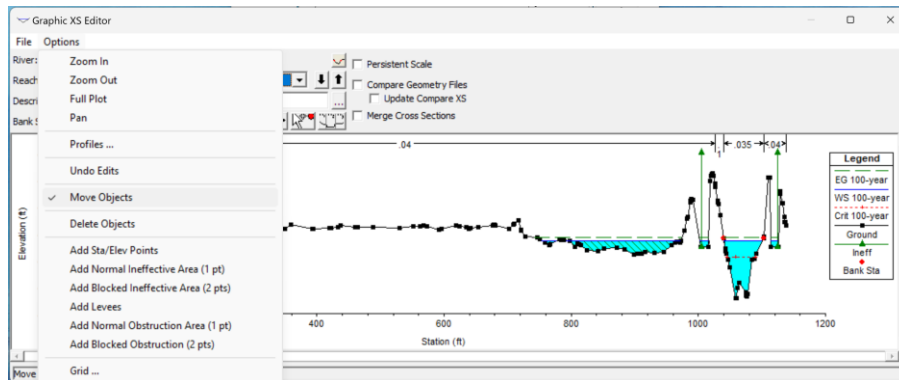 Graphic XS Editor
File Options
River:
Reach
Descri
Bank S
Zoom In
Zoom Out
Full Plot
Pan
Profiles ...
Undo Edits
Move Objects
Delete Objects
Add Sta/Elev Points
Add Normal Ineffective Area (1 pt)
Add Blocked Ineffective Area (2 pts)
Add Levees
Add Normal Obstruction Area (1 pt)
Add Blocked Obstruction (2 pts)
Grid ...
...
Persistent Scale
Compare Geometry Files
Update Compare XS
Merge Cross Sections
.04 .1 .035 .04
Elevation (ft)
Legend
EG 100-year
WS 100-year
Crit 100-year
Ground
Ineff
Bank Sta
400 600 800 1000 1200
Station (ft)
Move